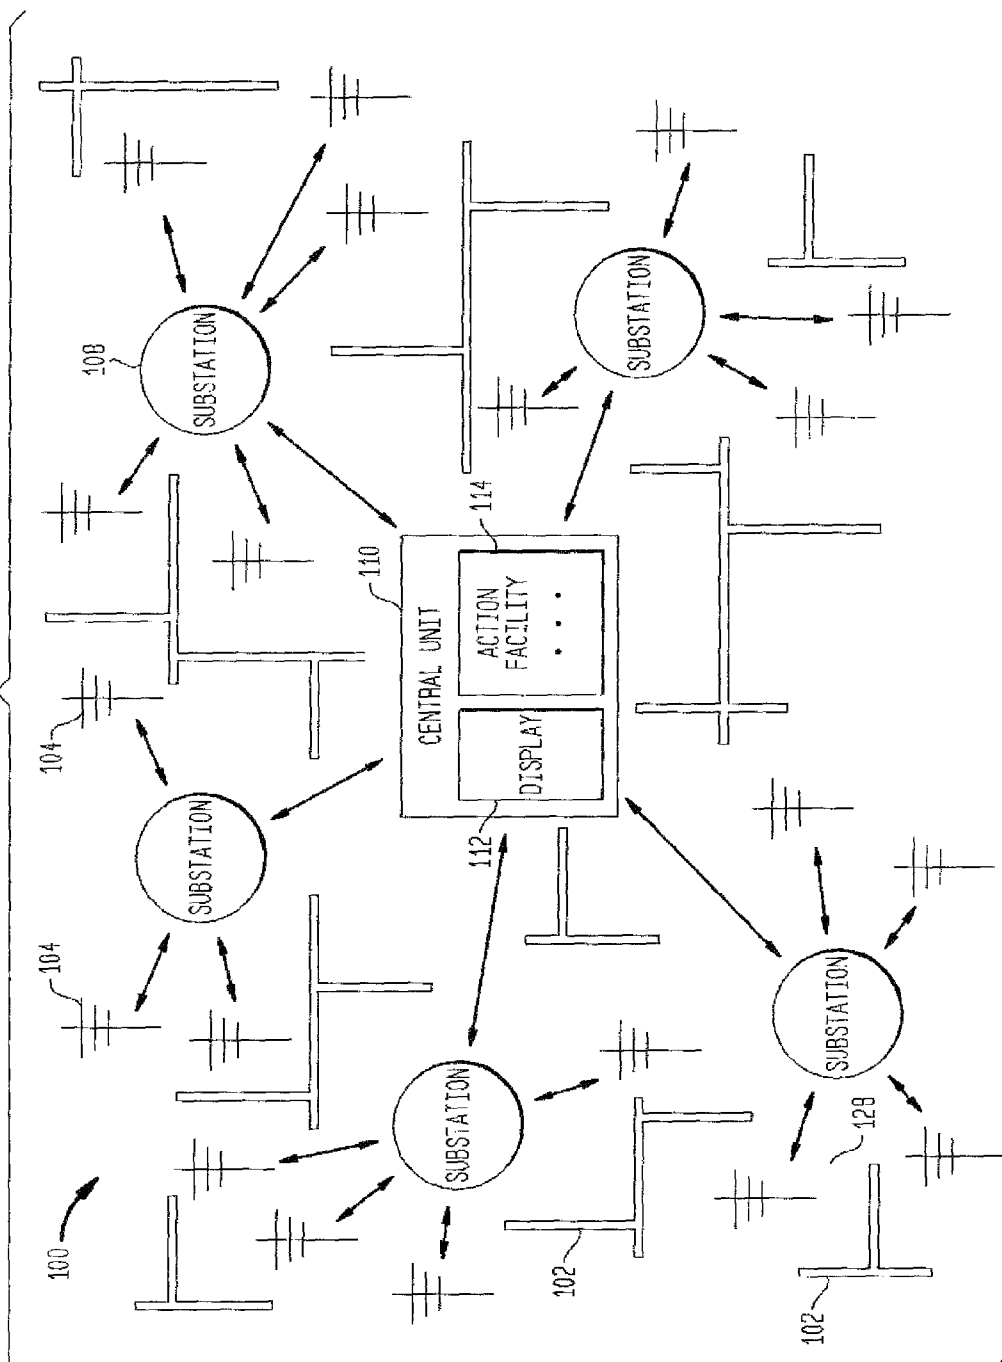 100
104
104
108
SUBSTATION
SUBSTATION
110
CENTRAL UNIT
SUBSTATION
112
114
DISPLAY
ACTION
FACILITY
. . .
102
SUBSTATION
102
128
SUBSTATION